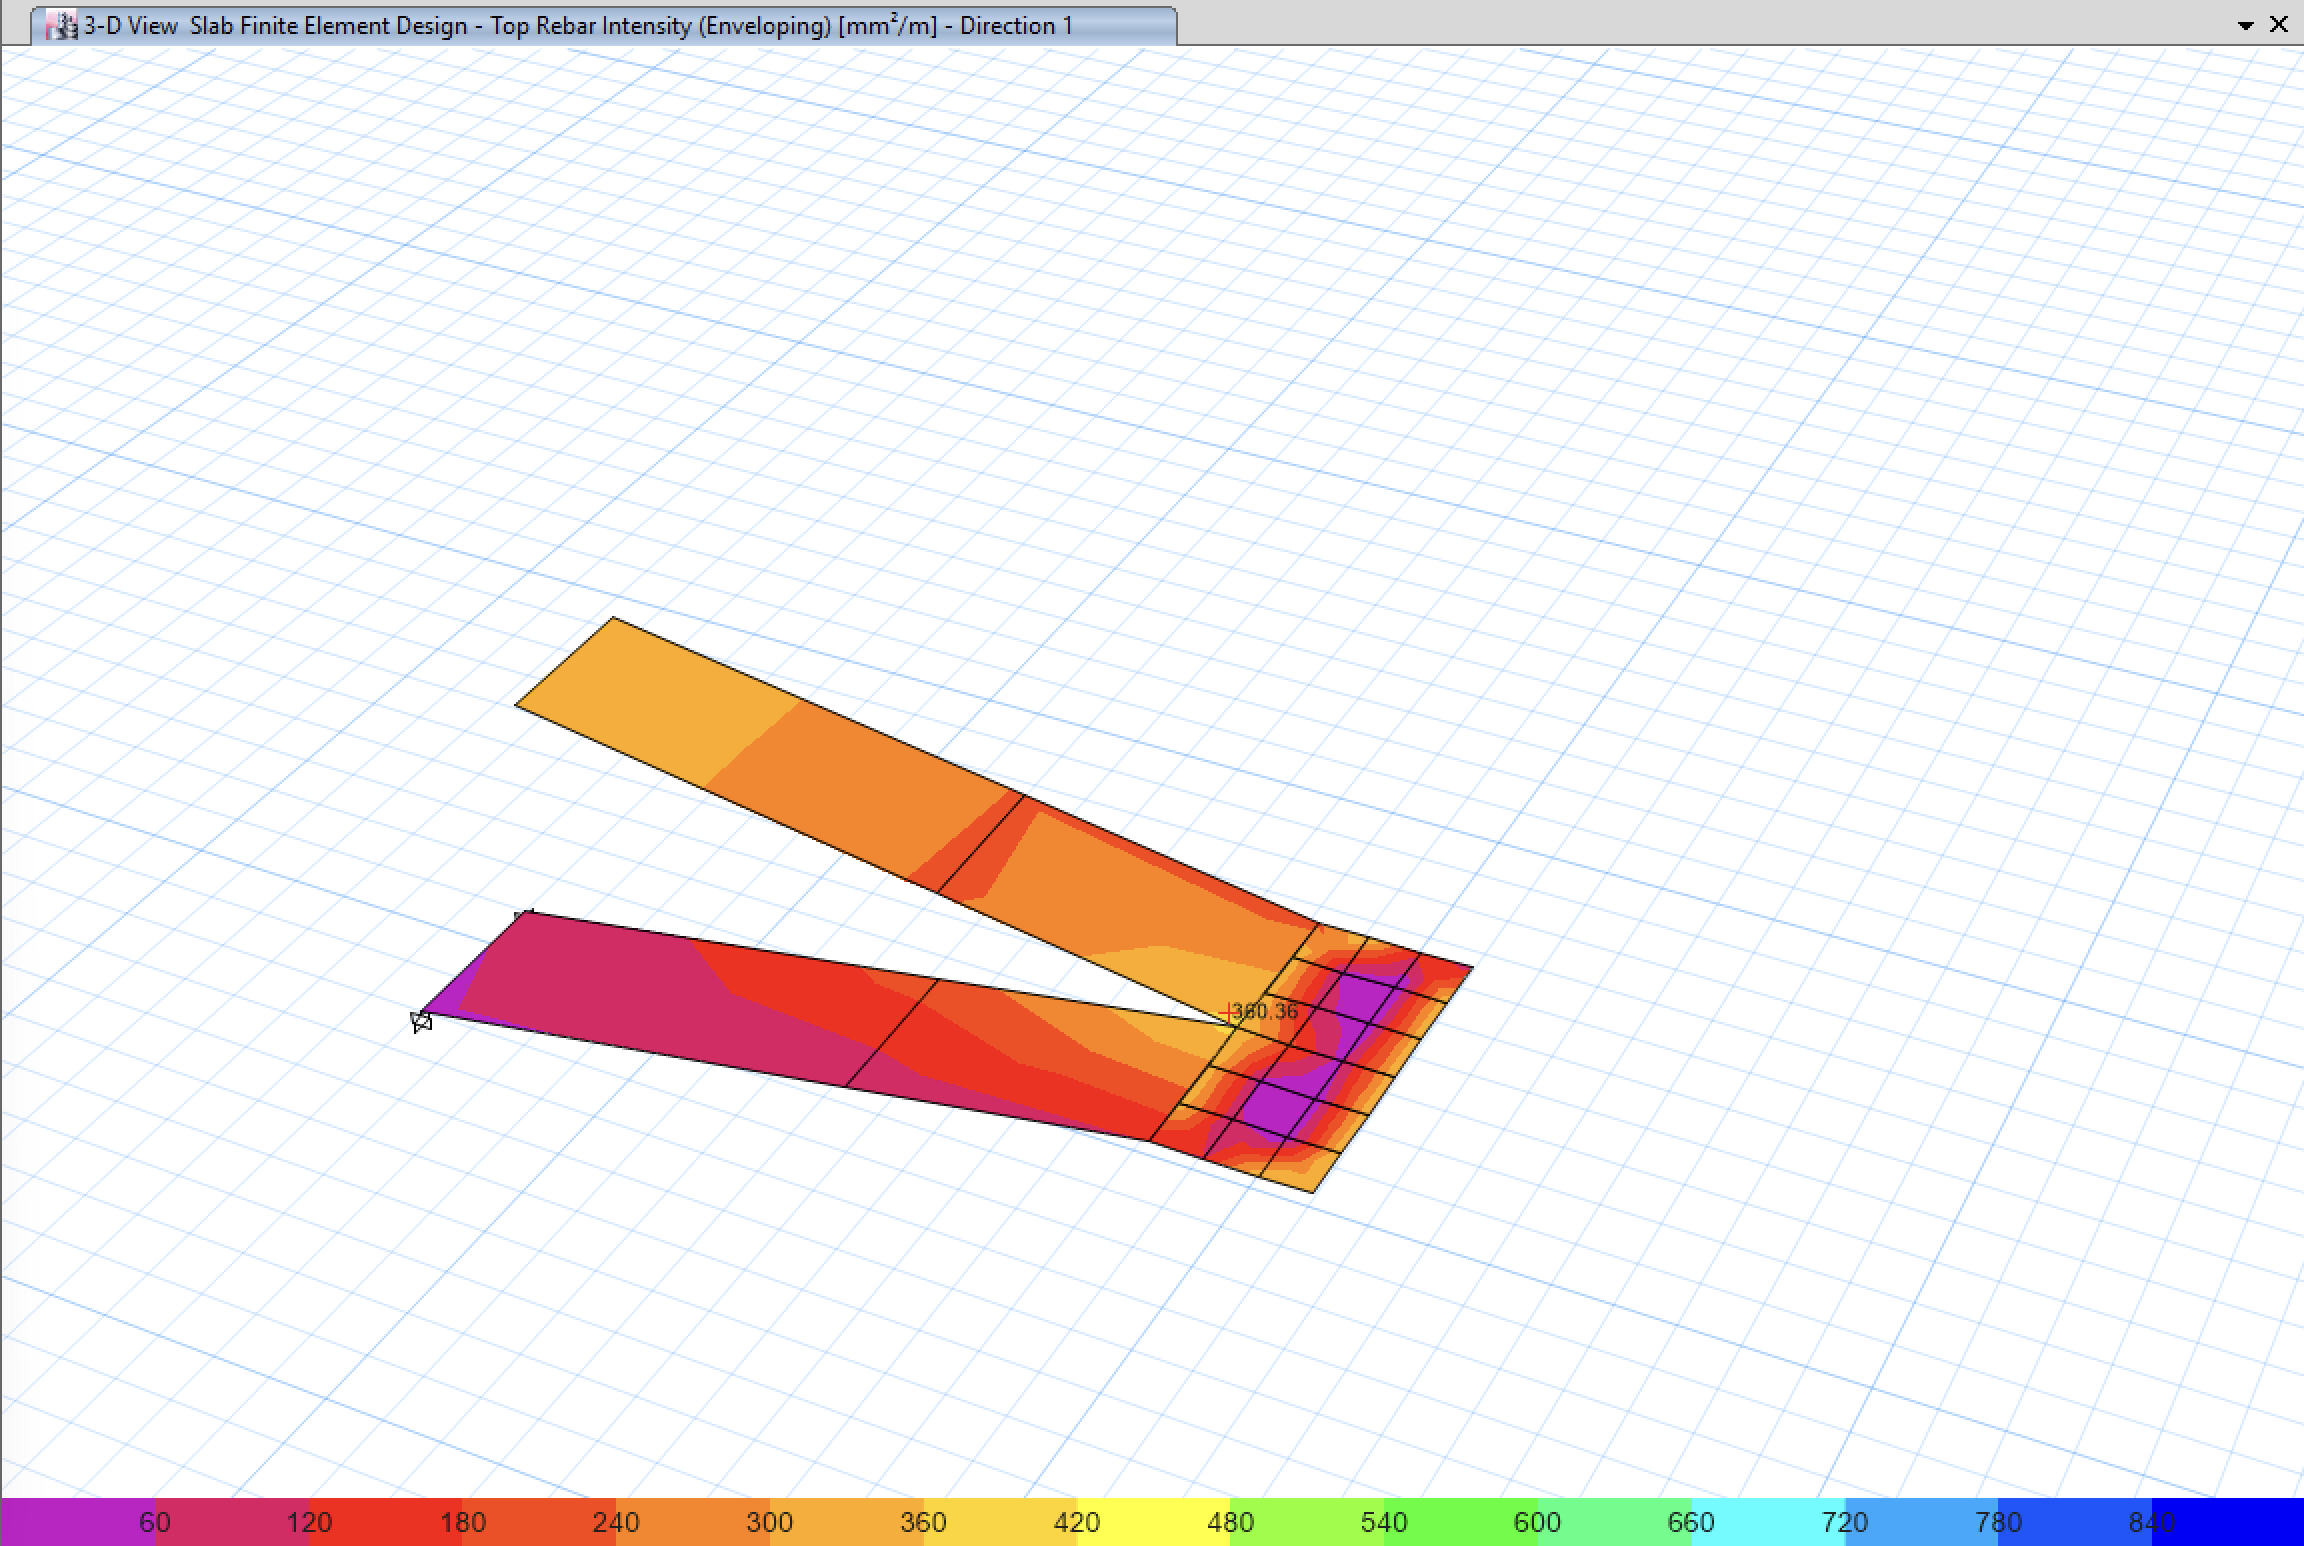 3-D View Slab Finite Element Design - Top Rebar Intensity (Enveloping) [mm²/m] - Direction 1
360.36
60 120 180 240 300 360 420 480 540 600 660 720 780 840